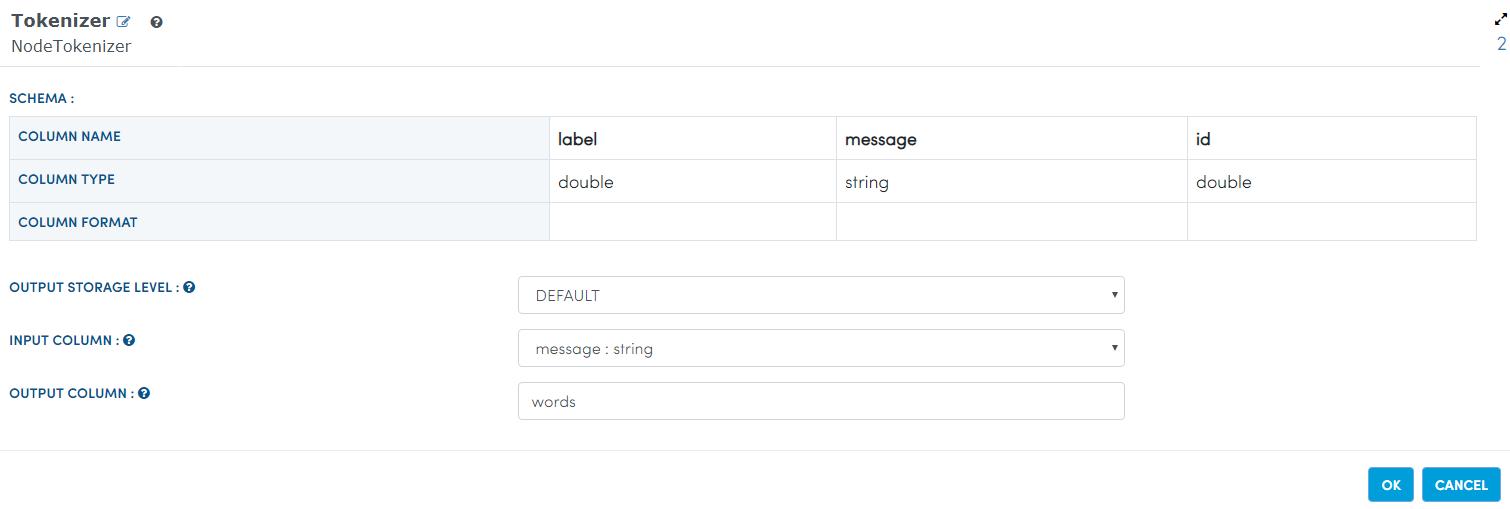 Tokenizer
NodeTokenizer
2
SCHEMA :
COLUMN NAME label message id
COLUMN TYPE double string double
COLUMN FORMAT
OUTPUT STORAGE LEVEL : ? DEFAULT
INPUT COLUMN : ? message : string
OUTPUT COLUMN : ? words
OK CANCEL